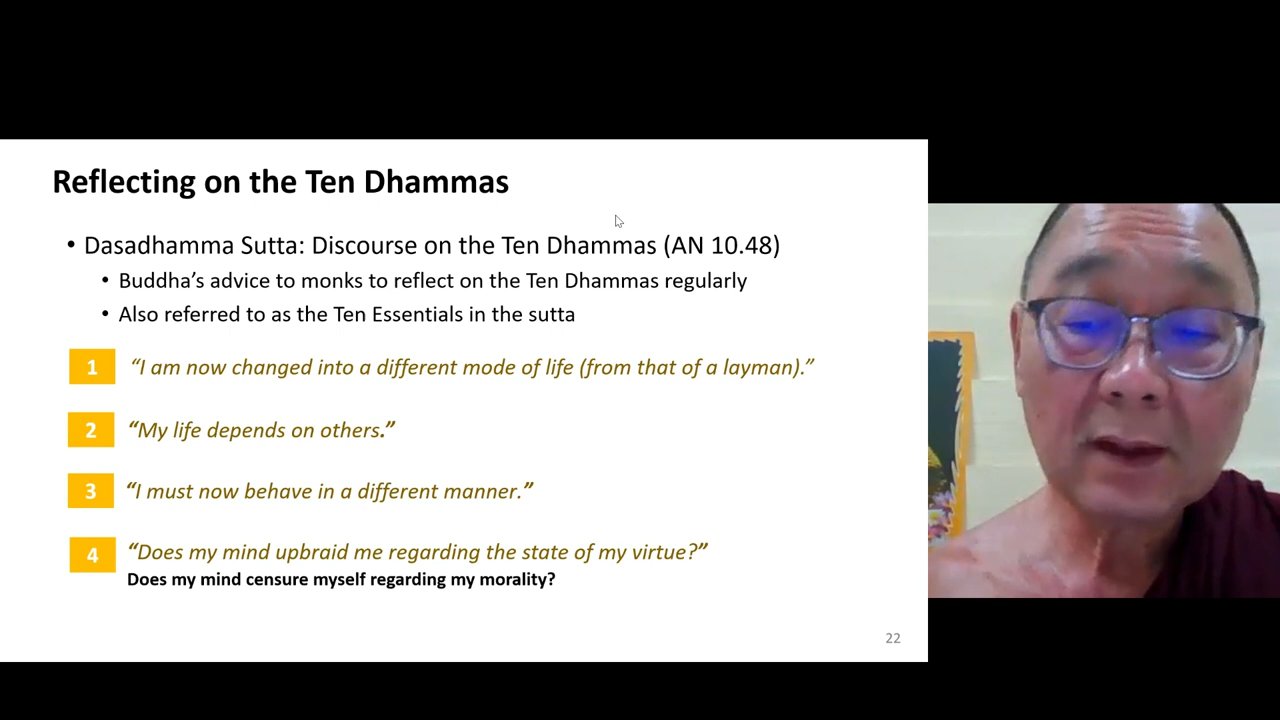 Reflecting on the Ten Dhammas
• Dasadhamma Sutta: Discourse on the Ten Dhammas (AN 10.48)
• Buddha’s advice to monks to reflect on the Ten Dhammas regularly
• Also referred to as the Ten Essentials in the sutta
1 “I am now changed into a different mode of life (from that of a layman).”
2 “My life depends on others.”
3 “I must now behave in a different manner.”
4 “Does my mind upbraid me regarding the state of my virtue?”
Does my mind censure myself regarding my morality?
22